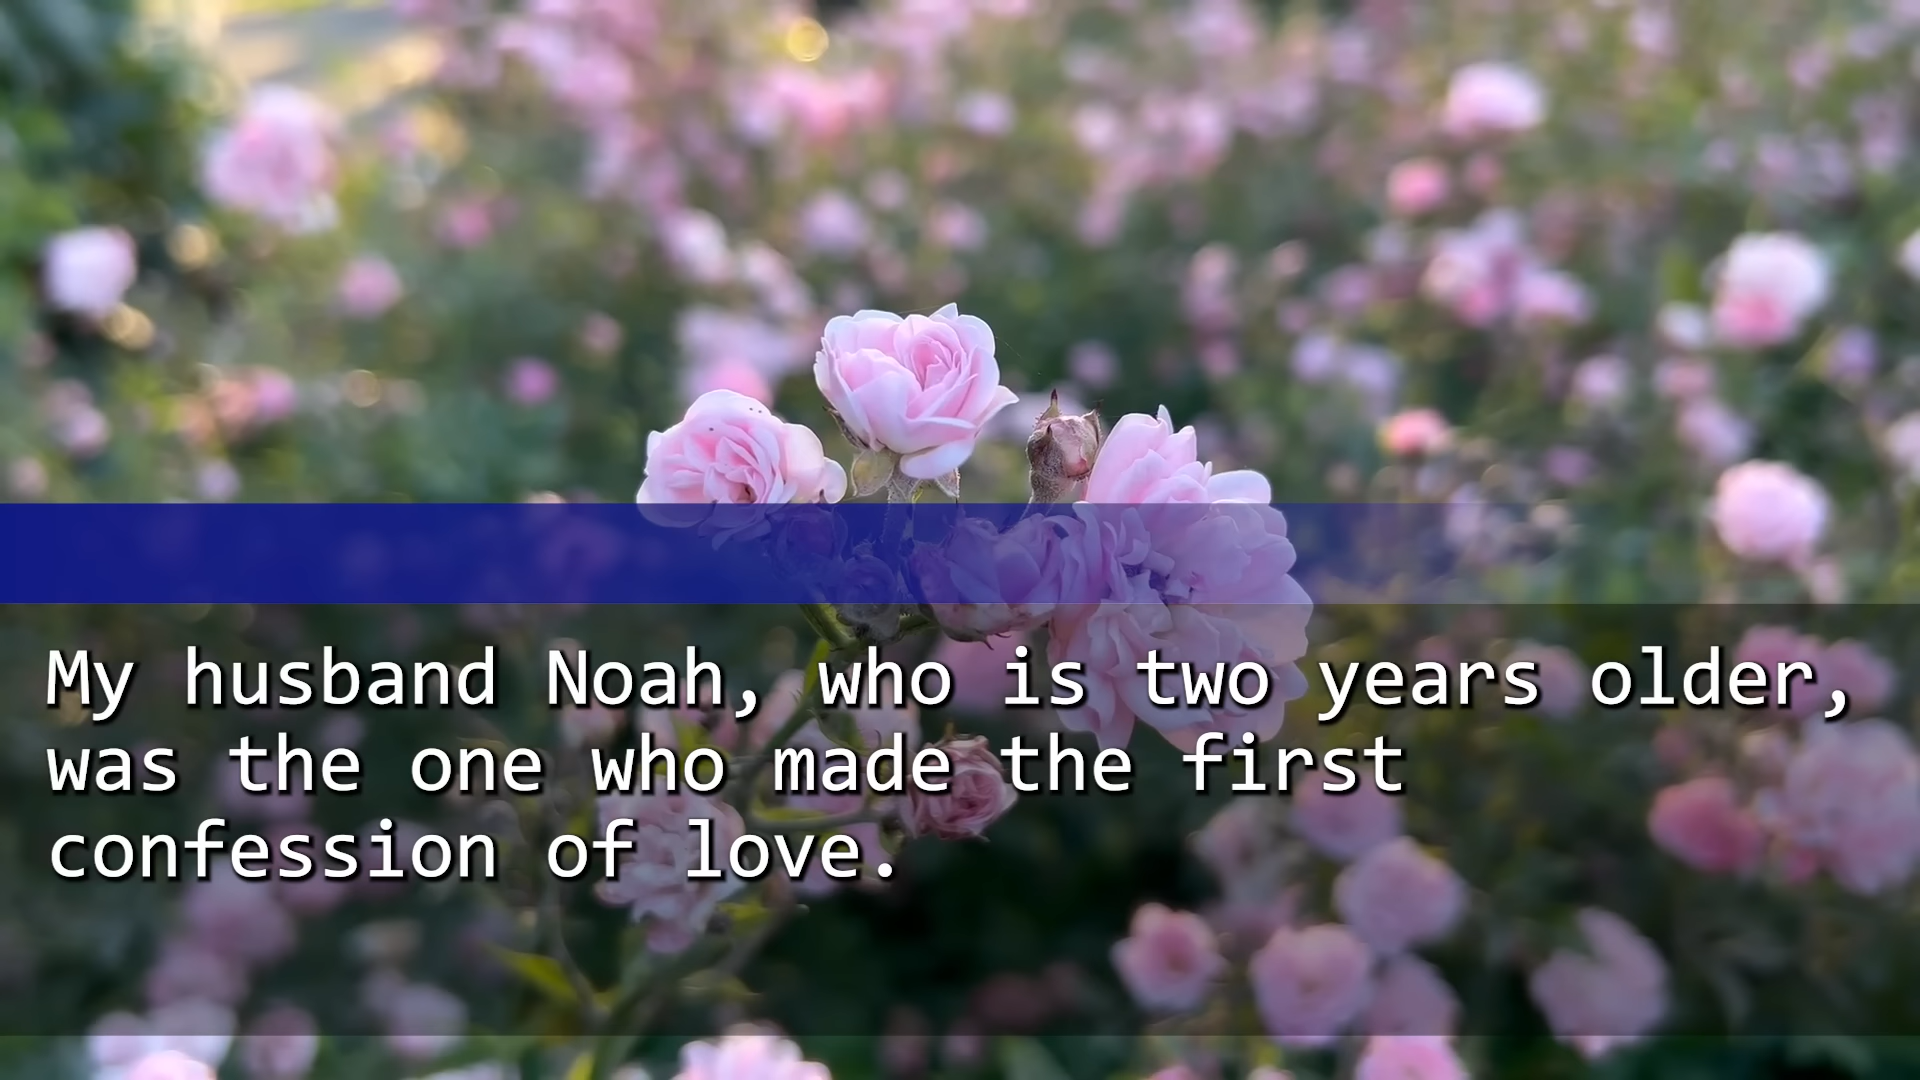 My husband Noah, who is two years older,
was the one who made the first
confession of love.